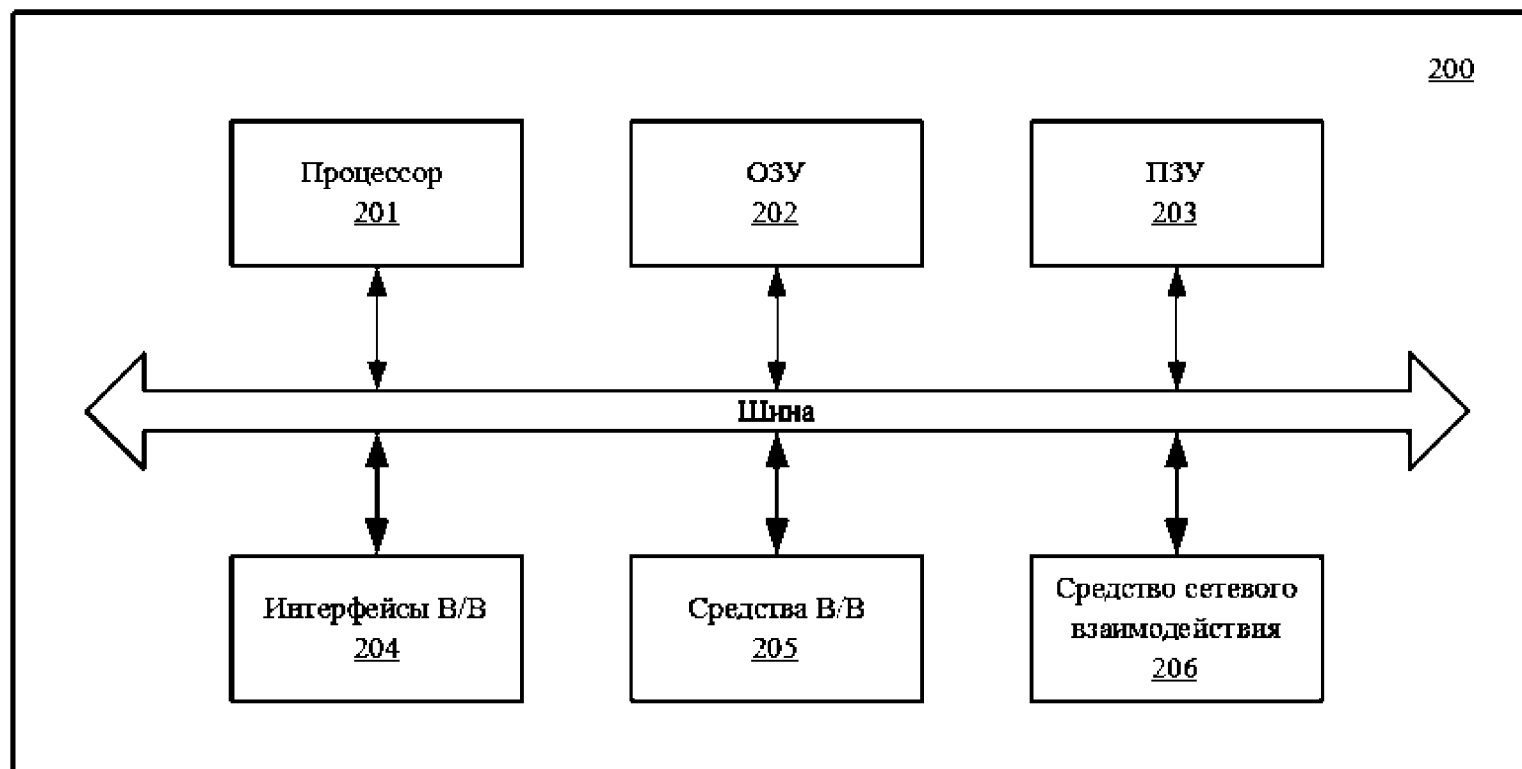 200
Процессор
201
ОЗУ
202
ПЗУ
203
Шина
Интерфейсы В/В
204
Средства В/В
205
Средство сетевого
взаимодействия
206